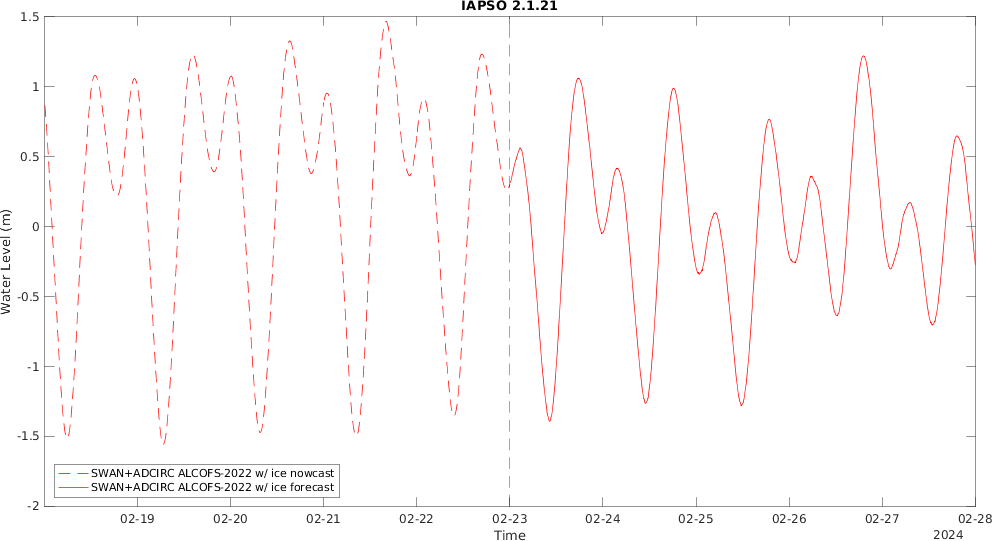 IAPSO 2.1.21
1.5
1
0.5
0
-0.5
-1
-1.5
-2
Water Level (m)
SWAN+ADCIRC ALCOFS-2022 w/ ice nowcast
SWAN+ADCIRC ALCOFS-2022 w/ ice forecast
02-19 02-20 02-21 02-22 02-23 02-24 02-25 02-26 02-27 02-28
Time
2024